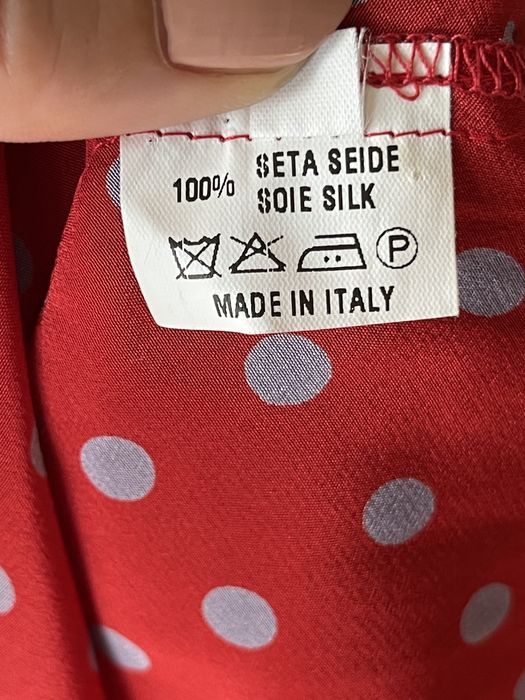 100% SETA SEIDE
SOIE SILK
P
MADE IN ITALY